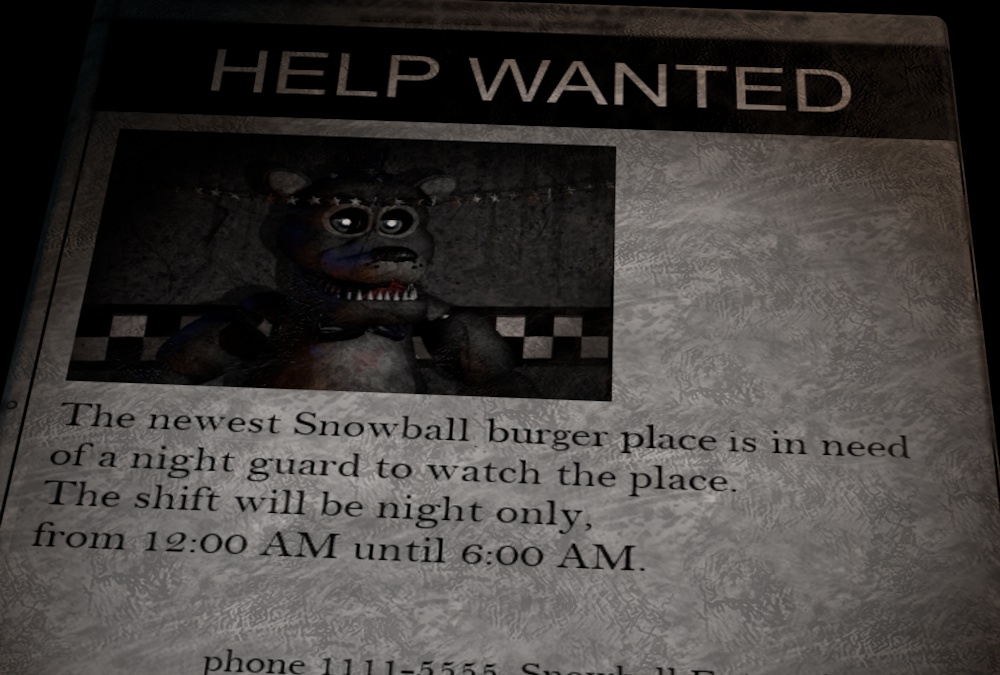 HELP WANTED
The newest Snowball burger place is in need
of a night guard to watch the place.
The shift will be night only,
from 12:00 AM until 6:00 AM.
phone 1111-5555. Snowball